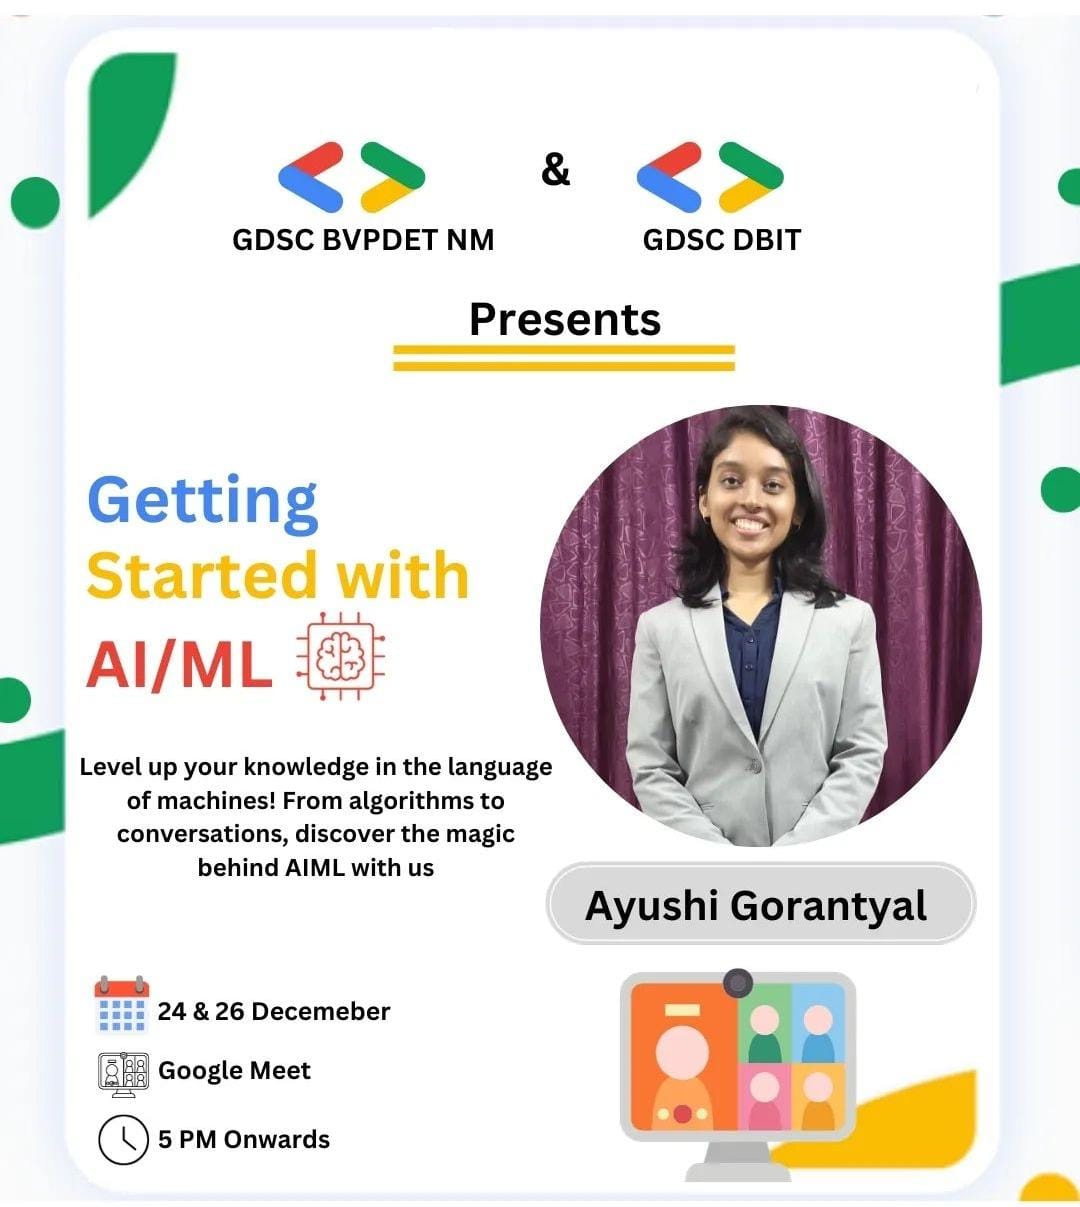 &
GDSC BVPDET NM
GDSC DBIT
Presents
Getting
Started with
AI/ML
Level up your knowledge in the language
of machines! From algorithms to
conversations, discover the magic
behind AIML with us
Ayushi Gorantyal
24 & 26 Decemeber
Google Meet
5 PM Onwards